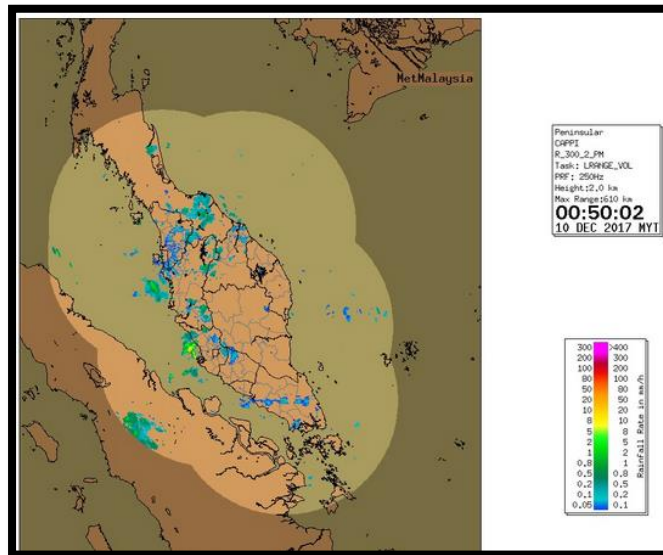 MetMalaysia
Peninsular
CAPPI
R_300_2_PM
Task: LRANGE_VOL
PRF: 250Hz
Height:2.0 km
Max Range:610 km
00:50:02
10 DEC 2017 MYT
300 >400
200 300
100 200
80 100
50 80
20 50
10 20
8 10
5 8
2 5
1 2
0.8 1
0.5 0.8
0.2 0.5
0.1 0.2
0.05 0.1
Rainfall Rate in mm/h